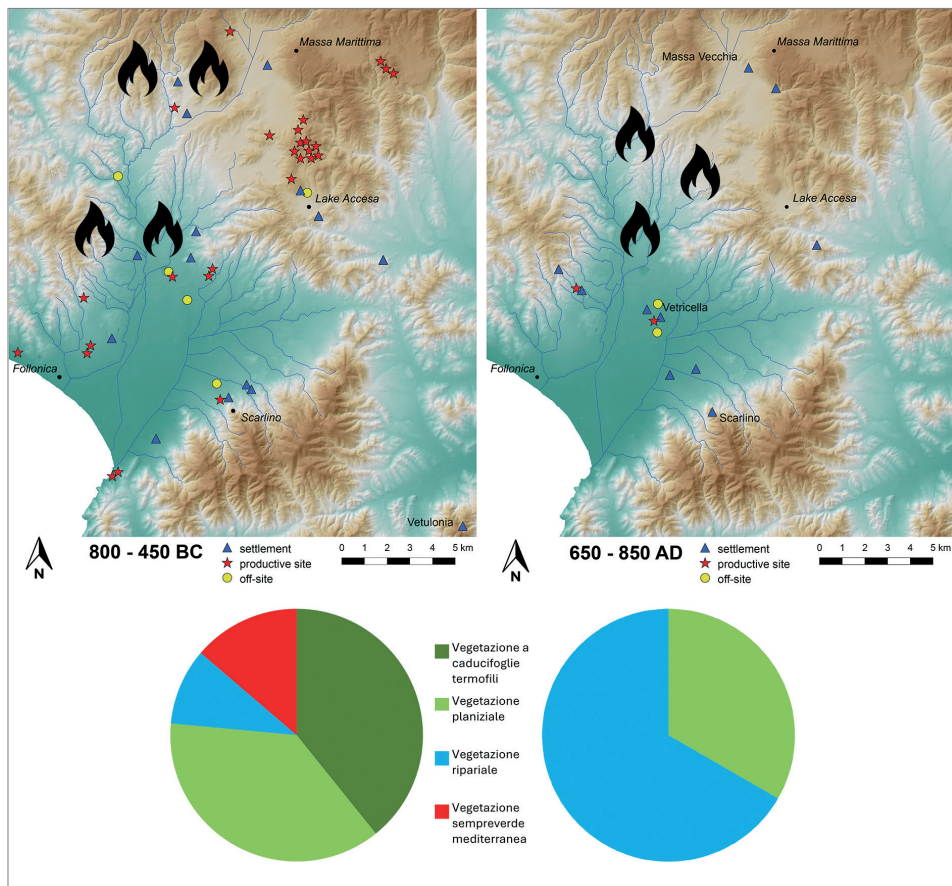 Massa Marittima
Lake Accesa
Follonica
Scarlino
Vetulonia
N
800 - 450 BC
settlement
productive site
off-site
0 1 2 3 4 5 km
Massa Marittima
Massa Vecchia
Lake Accesa
Vetricella
Follonica
Scarlino
N
650 - 850 AD
settlement
productive site
off-site
0 1 2 3 4 5 km
Vegetazione a
caducifoglie
termofili
Vegetazione
planiziale
Vegetazione
ripariale
Vegetazione
sempreverde
mediterranea